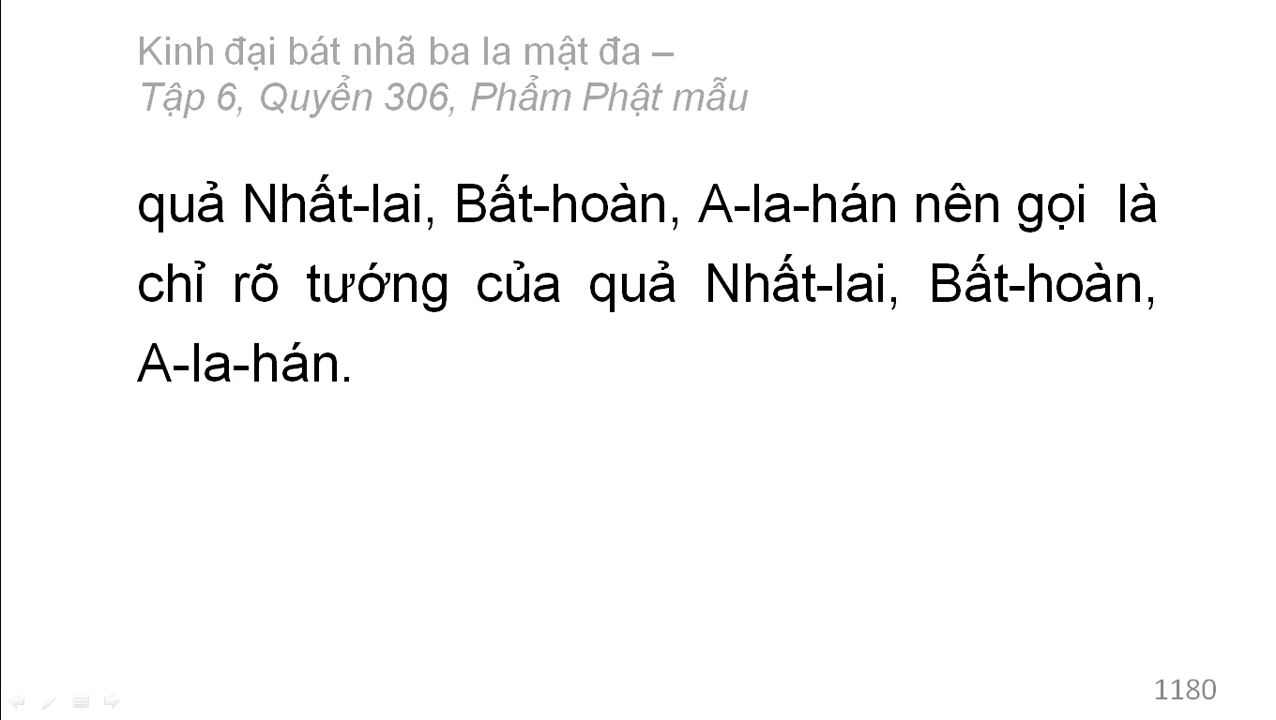 Kinh đại bát nhã ba la mật đa –
Tập 6, Quyển 306, Phẩm Phật mẫu
quả Nhất-lai, Bất-hoàn, A-la-hán nên gọi  là
chỉ rõ tướng của quả Nhất-lai, Bất-hoàn,
A-la-hán.
1180